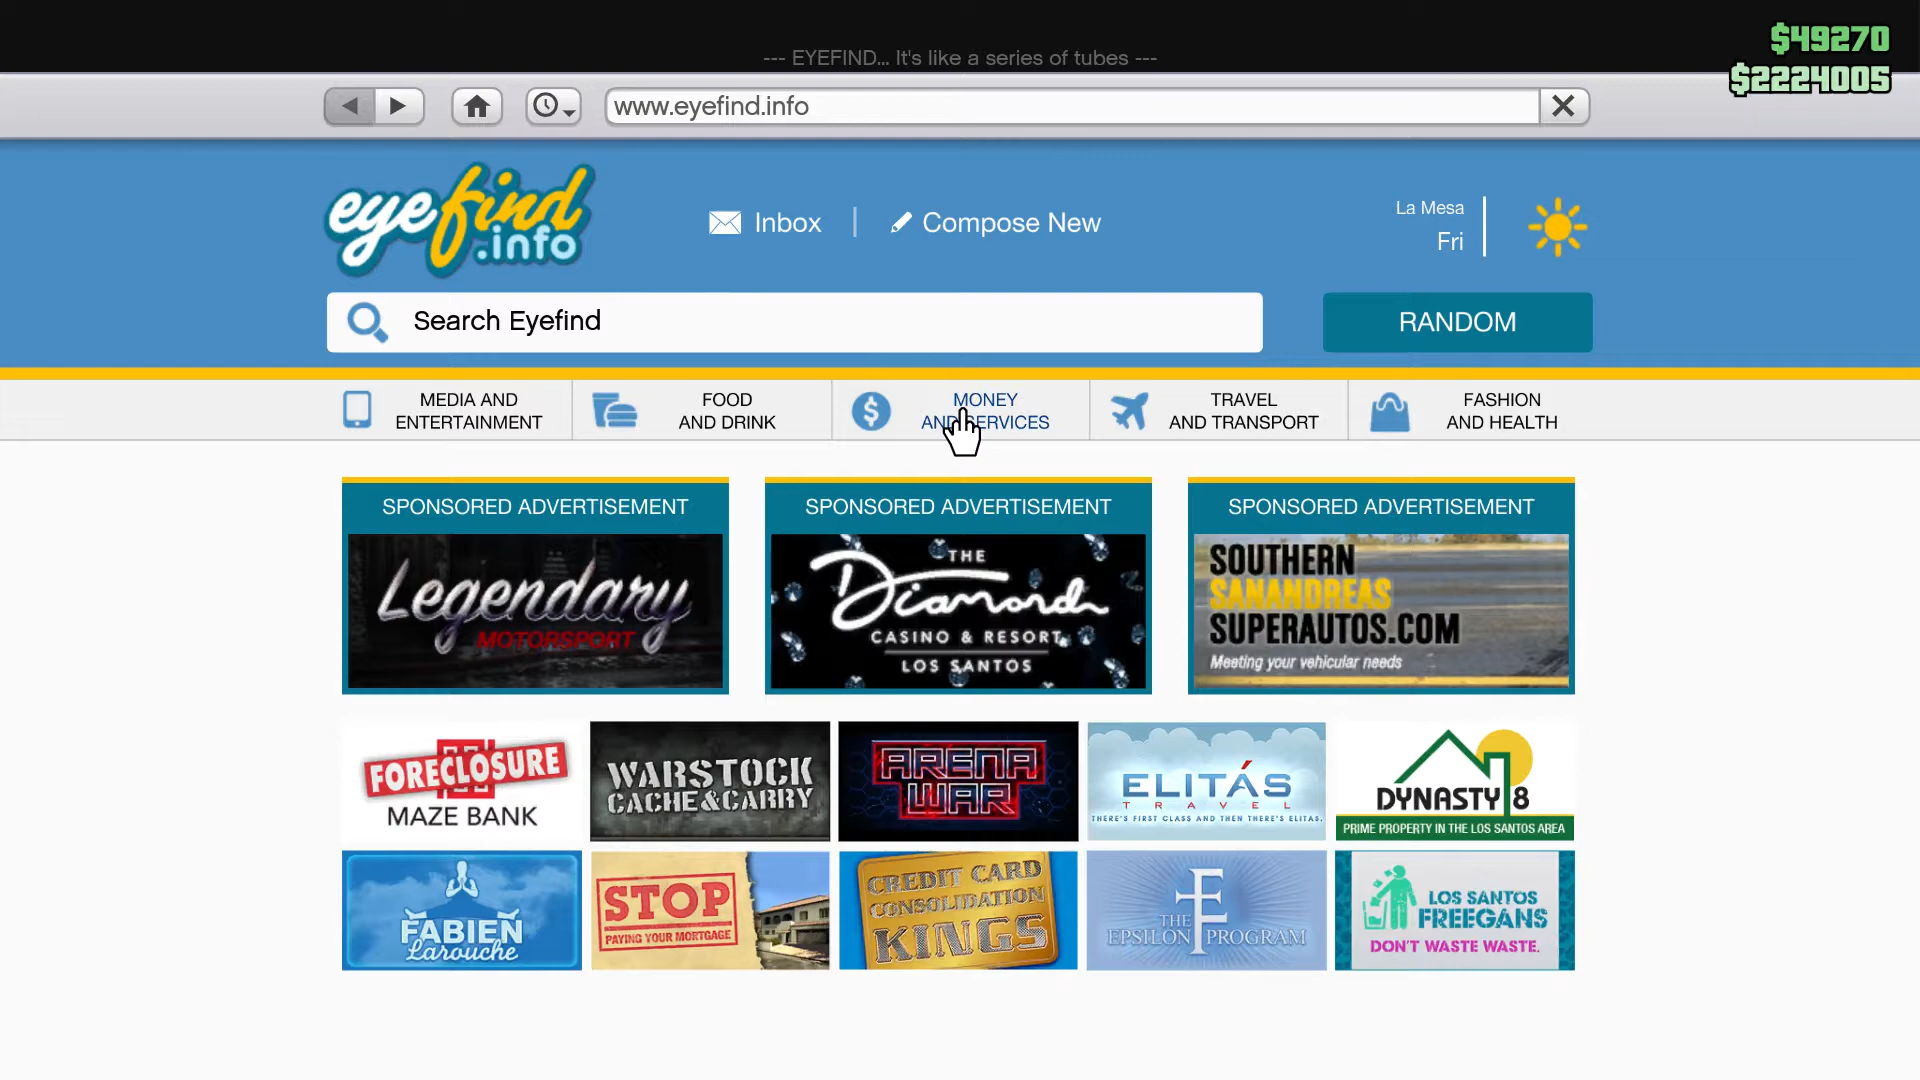 $49270
--- EYEFIND... It's like a series of tubes ---
$2224005
www.eyefind.info
eyefind
.info
Inbox
Compose New
La Mesa
Fri
Search Eyefind
RANDOM
MEDIA AND
ENTERTAINMENT
FOOD
AND DRINK
MONEY
AND SERVICES
TRAVEL
AND TRANSPORT
FASHION
AND HEALTH
SPONSORED ADVERTISEMENT
Legendary
MOTORSPORT
SPONSORED ADVERTISEMENT
THE
Diamond
CASINO & RESORT
LOS SANTOS
SPONSORED ADVERTISEMENT
SOUTHERN
SANANDREAS
SUPERAUTOS.COM
Meeting your vehicular needs
FORECLOSURE
MAZE BANK
WARSTOCK
CACHE&CARRY
ARENA
WAR
ELITÁS
TRAVEL
THERE'S FIRST CLASS AND THEN THERE'S ELITAS.
DYNASTY 8
PRIME PROPERTY IN THE LOS SANTOS AREA
FABIEN
Larouche
STOP
PAYING YOUR MORTGAGE
CREDIT CARD
CONSOLIDATION
KINGS
THE
EPSILON PROGRAM
LOS SANTOS
FREEGANS
DON'T WASTE WASTE.